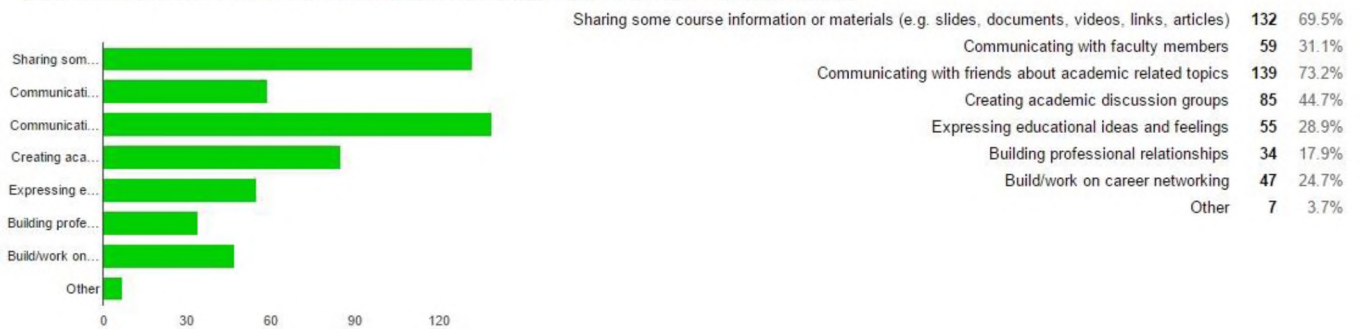 Sharing som...
Communicati...
Communicati...
Creating aca...
Expressing e...
Building profe...
Build/work on...
Other
0 30 60 90 120
Sharing some course information or materials (e.g. slides, documents, videos, links, articles) 132 69.5%
Communicating with faculty members 59 31.1%
Communicating with friends about academic related topics 139 73.2%
Creating academic discussion groups 85 44.7%
Expressing educational ideas and feelings 55 28.9%
Building professional relationships 34 17.9%
Build/work on career networking 47 24.7%
Other 7 3.7%